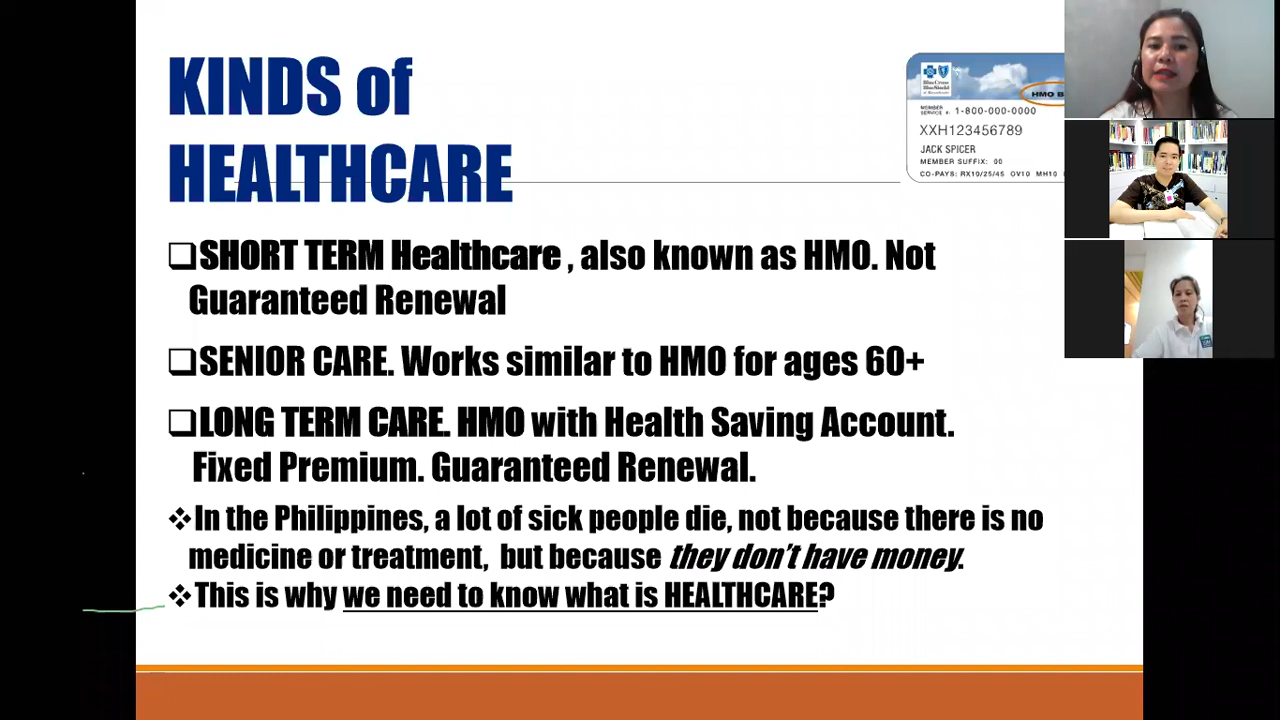 KINDS of
HEALTHCARE
BlueCross
BlueShield
of Massachusetts
HMO B
MEMBER
SERVICE #: 1-800-000-0000
XXH123456789
JACK SPICER
MEMBER SUFFIX: 00
CO-PAYS: RX10/25/45 OV10 MH10
SHORT TERM Healthcare , also known as HMO. Not
Guaranteed Renewal
SENIOR CARE. Works similar to HMO for ages 60+
LONG TERM CARE. HMO with Health Saving Account.
Fixed Premium. Guaranteed Renewal.
In the Philippines, a lot of sick people die, not because there is no
medicine or treatment, but because they don't have money.
This is why we need to know what is HEALTHCARE?